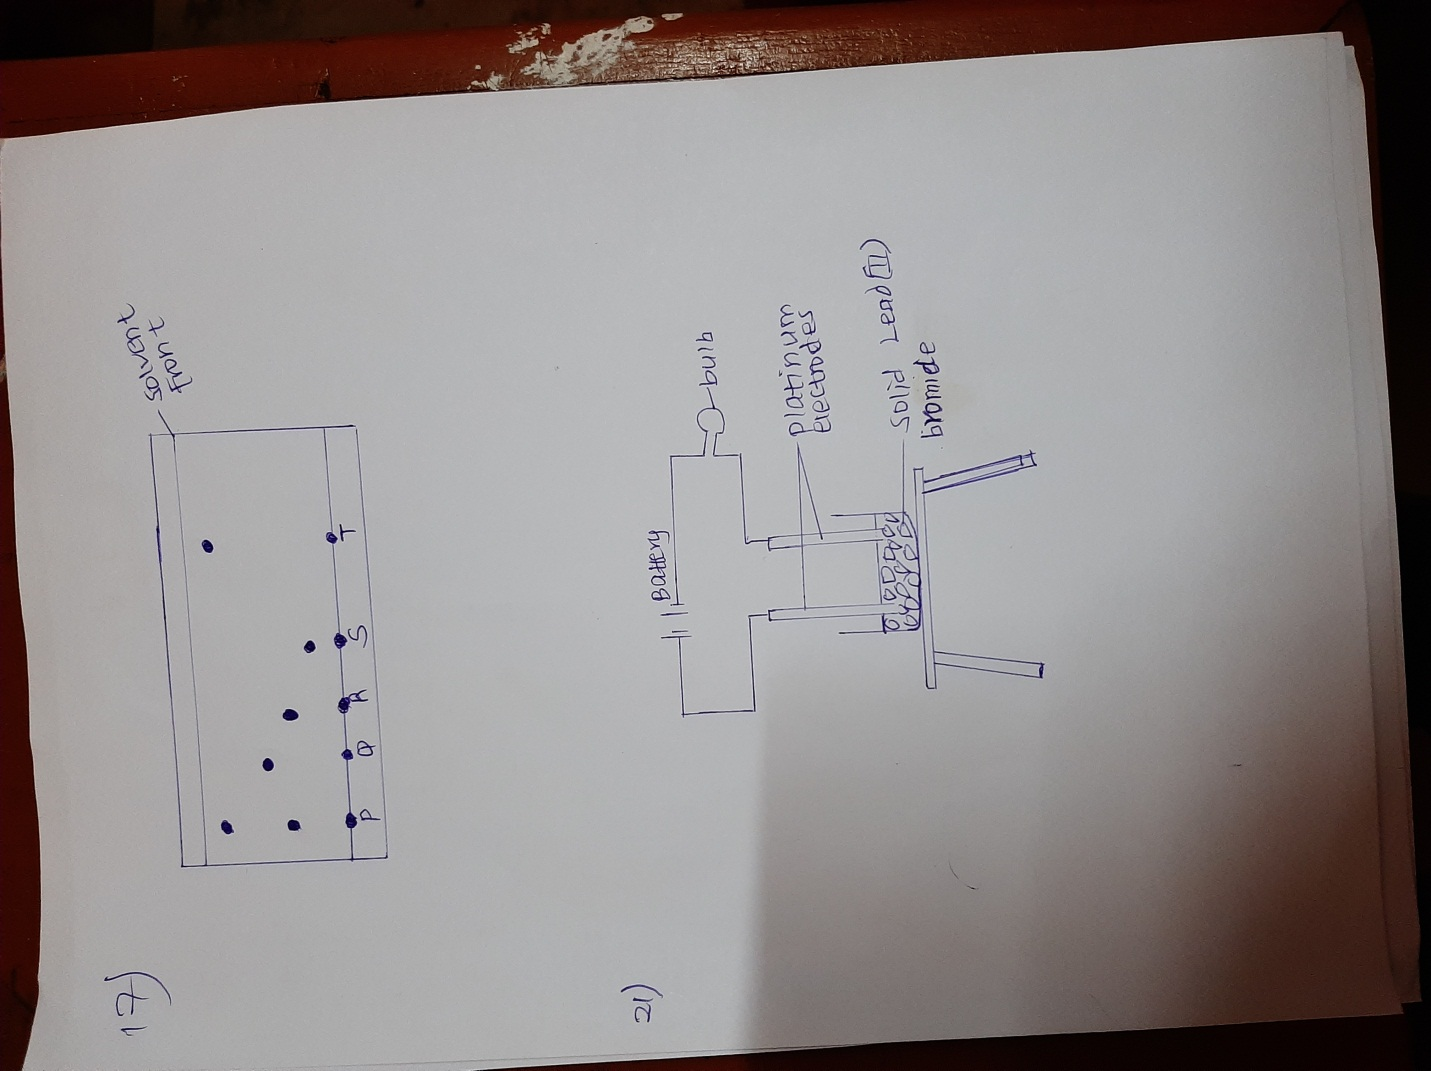 17)
solvent
front
P Q R S T
21)
Battery
bulb
platinum
electrodes
solid Lead (II)
bromide